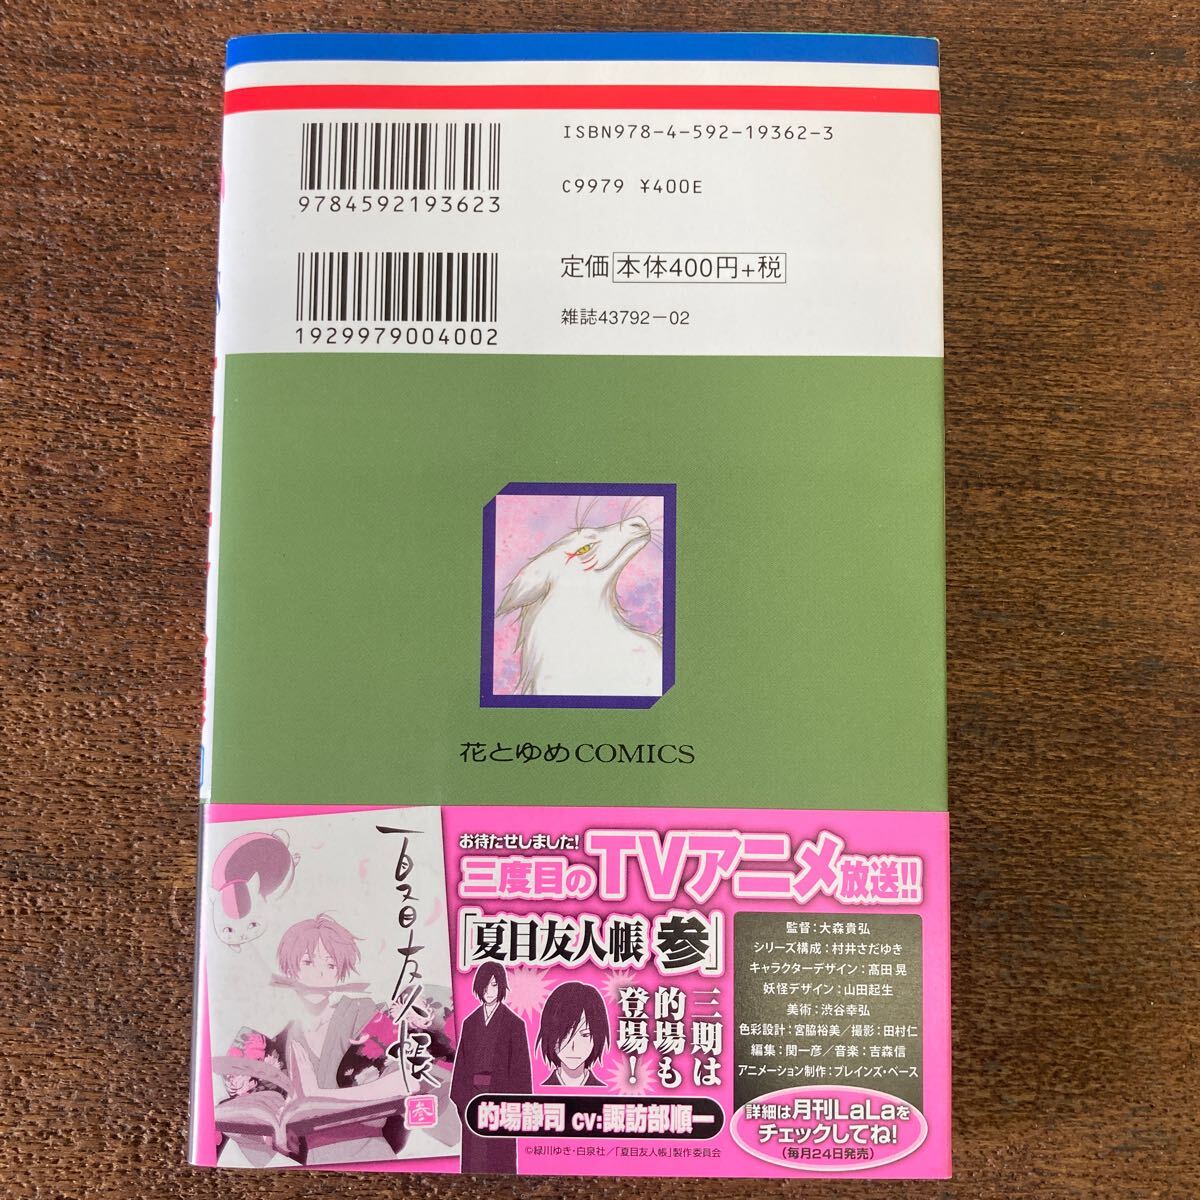 ISBN978-4-592-19362-3
9784592193623
C9979 ¥400E
定価 本体400円+税
雑誌43792-02
1929979004002
花とゆめCOMICS
お待たせしました!
三度目のTVアニメ放送!!
「夏目友人帳 参」
三期は
的場も
登場!
的場静司 CV:諏訪部順一
夏目友人帳
参
監督:大森貴弘
シリーズ構成:村井さだゆき
キャラクターデザイン:髙田 晃
妖怪デザイン:山田起生
美術:渋谷幸弘
色彩設計:宮脇裕美/撮影:田村仁
編集:関一彦/音楽:吉森信
アニメーション制作:ブレインズ・ベース
詳細は月刊LaLaを
チェックしてね!
(毎月24日発売)
©緑川ゆき・白泉社/「夏目友人帳」製作委員会